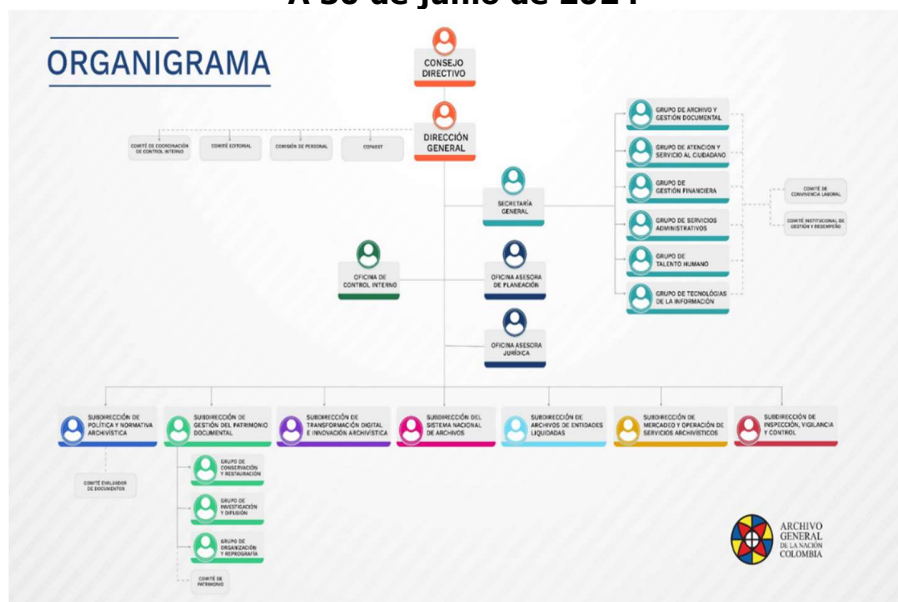 A 30 de junio de 2024
ORGANIGRAMA
CONSEJO
DIRECTIVO
DIRECCIÓN
GENERAL
COMITÉ DE COORDINACIÓN
DE CONTROL INTERNO
COMITÉ EDITORIAL
COMISIÓN DE PERSONAL
COPASST
SECRETARÍA
GENERAL
GRUPO DE ARCHIVO Y
GESTIÓN DOCUMENTAL
GRUPO DE ATENCIÓN Y
SERVICIO AL CIUDADANO
GRUPO DE
GESTIÓN FINANCIERA
GRUPO DE SERVICIOS
ADMINISTRATIVOS
GRUPO DE
TALENTO HUMANO
GRUPO DE TECNOLOGÍAS
DE LA INFORMACIÓN
COMITÉ DE
CONVIVENCIA LABORAL
COMITÉ INSTITUCIONAL DE
GESTIÓN Y DESEMPEÑO
OFICINA DE
CONTROL INTERNO
OFICINA ASESORA
DE PLANEACIÓN
OFICINA ASESORA
JURÍDICA
SUBDIRECCIÓN DE
POLÍTICA Y NORMATIVA
ARCHIVÍSTICA
SUBDIRECCIÓN DE
GESTIÓN DEL PATRIMONIO
DOCUMENTAL
SUBDIRECCIÓN DE
TRANSFORMACIÓN DIGITAL
E INNOVACIÓN ARCHIVÍSTICA
SUBDIRECCIÓN DEL
SISTEMA NACIONAL
DE ARCHIVOS
SUBDIRECCIÓN DE
ARCHIVOS DE ENTIDADES
LIQUIDADAS
SUBDIRECCIÓN DE
MERCADEO Y OPERACIÓN DE
SERVICIOS ARCHIVÍSTICOS
SUBDIRECCIÓN DE
INSPECCIÓN, VIGILANCIA
Y CONTROL
COMITÉ EVALUADOR
DE DOCUMENTOS
GRUPO DE
CONSERVACIÓN
Y RESTAURACIÓN
GRUPO DE
INVESTIGACIÓN
Y DIFUSIÓN
GRUPO DE
ORGANIZACIÓN
Y REPROGRAFÍA
COMITÉ DE
PATRIMONIO
ARCHIVO
GENERAL
DE LA NACIÓN
COLOMBIA